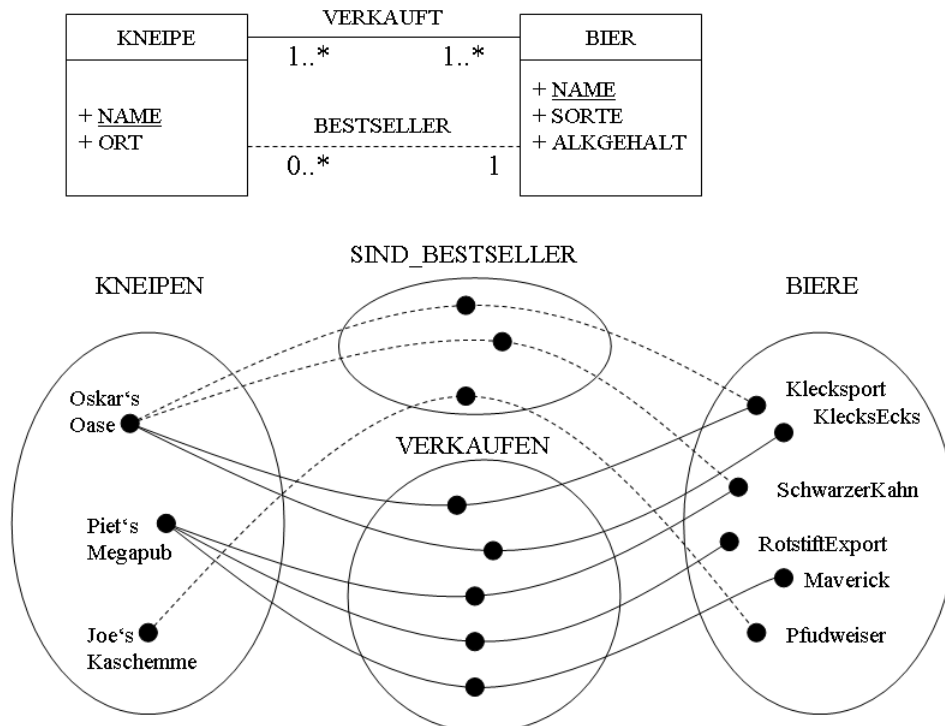 VERKAUFT
KNEIPE
BIER
1..*
1..*
+ NAME
+ ORT
+ NAME
+ SORTE
+ ALKGEHALT
BESTSELLER
0..*
1
SIND_BESTSELLER
KNEIPEN
BIERE
Oskar‘s
Oase
Klecksport
KlecksEcks
VERKAUFEN
SchwarzerKahn
Piet‘s
Megapub
RotstiftExport
Maverick
Joe‘s
Kaschemme
Pfudweiser